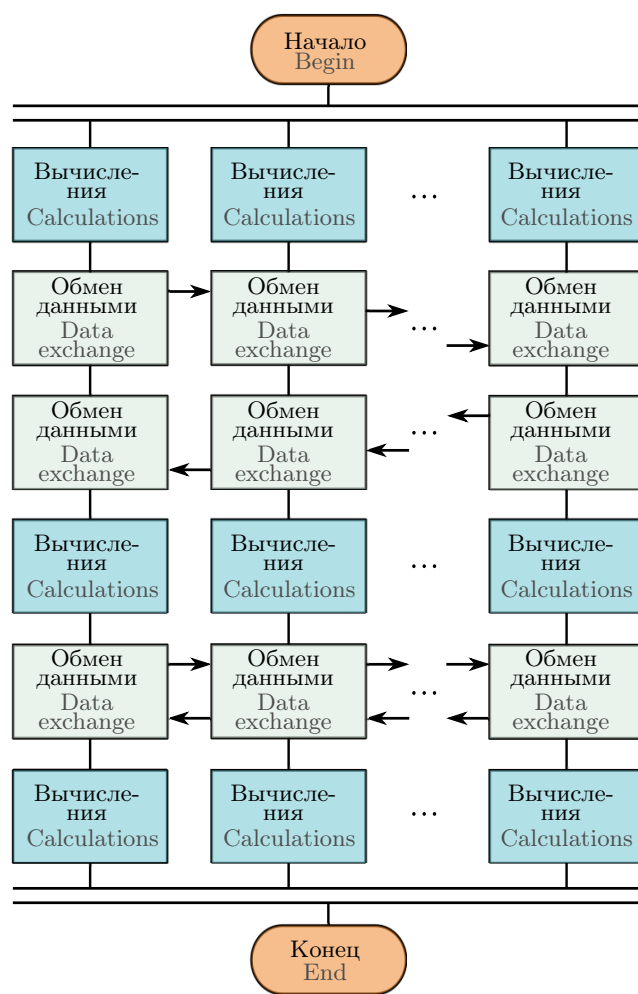 Начало
Begin
Вычисле-
ния
Calculations
Вычисле-
ния
Calculations
...
Вычисле-
ния
Calculations
Обмен
данными
Data
exchange
Обмен
данными
Data
exchange
...
Обмен
данными
Data
exchange
Обмен
данными
Data
exchange
Обмен
данными
Data
exchange
...
Обмен
данными
Data
exchange
Вычисле-
ния
Calculations
Вычисле-
ния
Calculations
...
Вычисле-
ния
Calculations
Обмен
данными
Data
exchange
Обмен
данными
Data
exchange
...
Обмен
данными
Data
exchange
Вычисле-
ния
Calculations
Вычисле-
ния
Calculations
...
Вычисле-
ния
Calculations
Конец
End